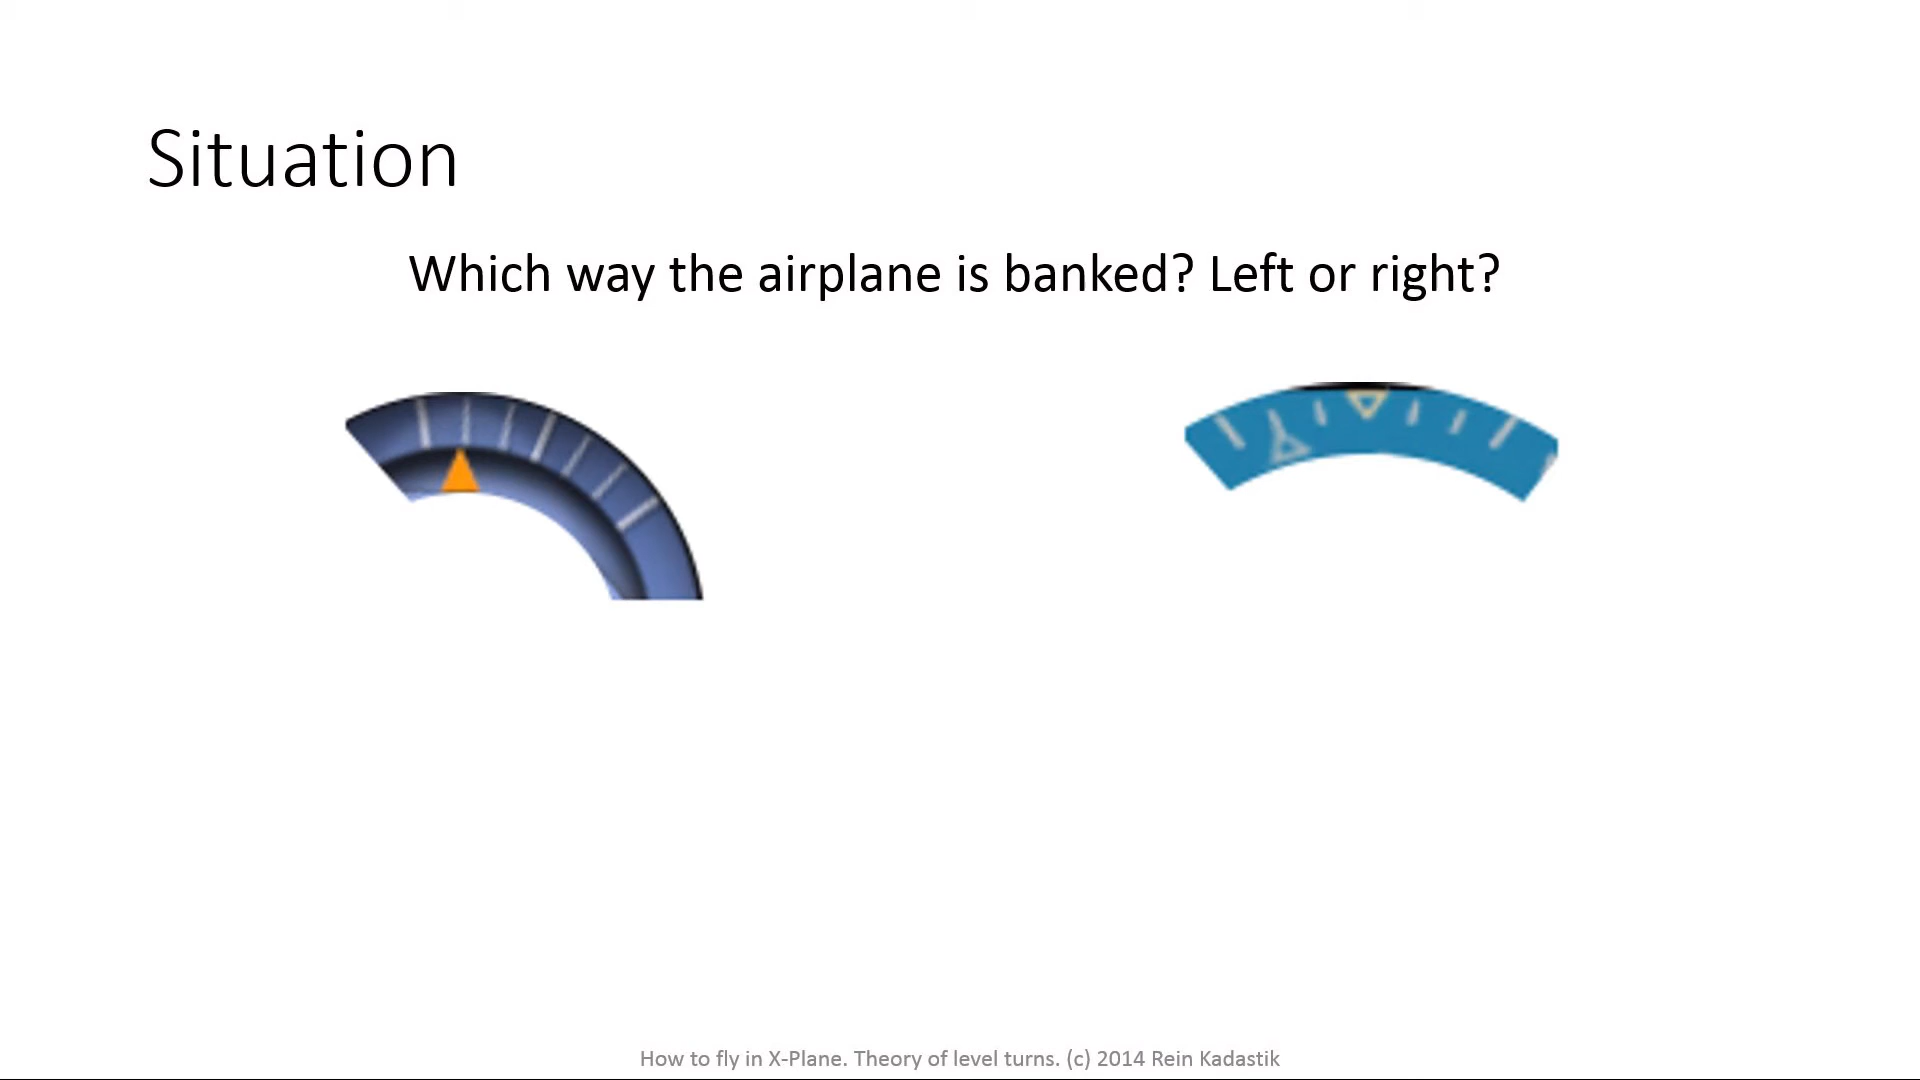 Situation
Which way the airplane is banked? Left or right?
How to fly in X-Plane. Theory of level turns. (c) 2014 Rein Kadastik